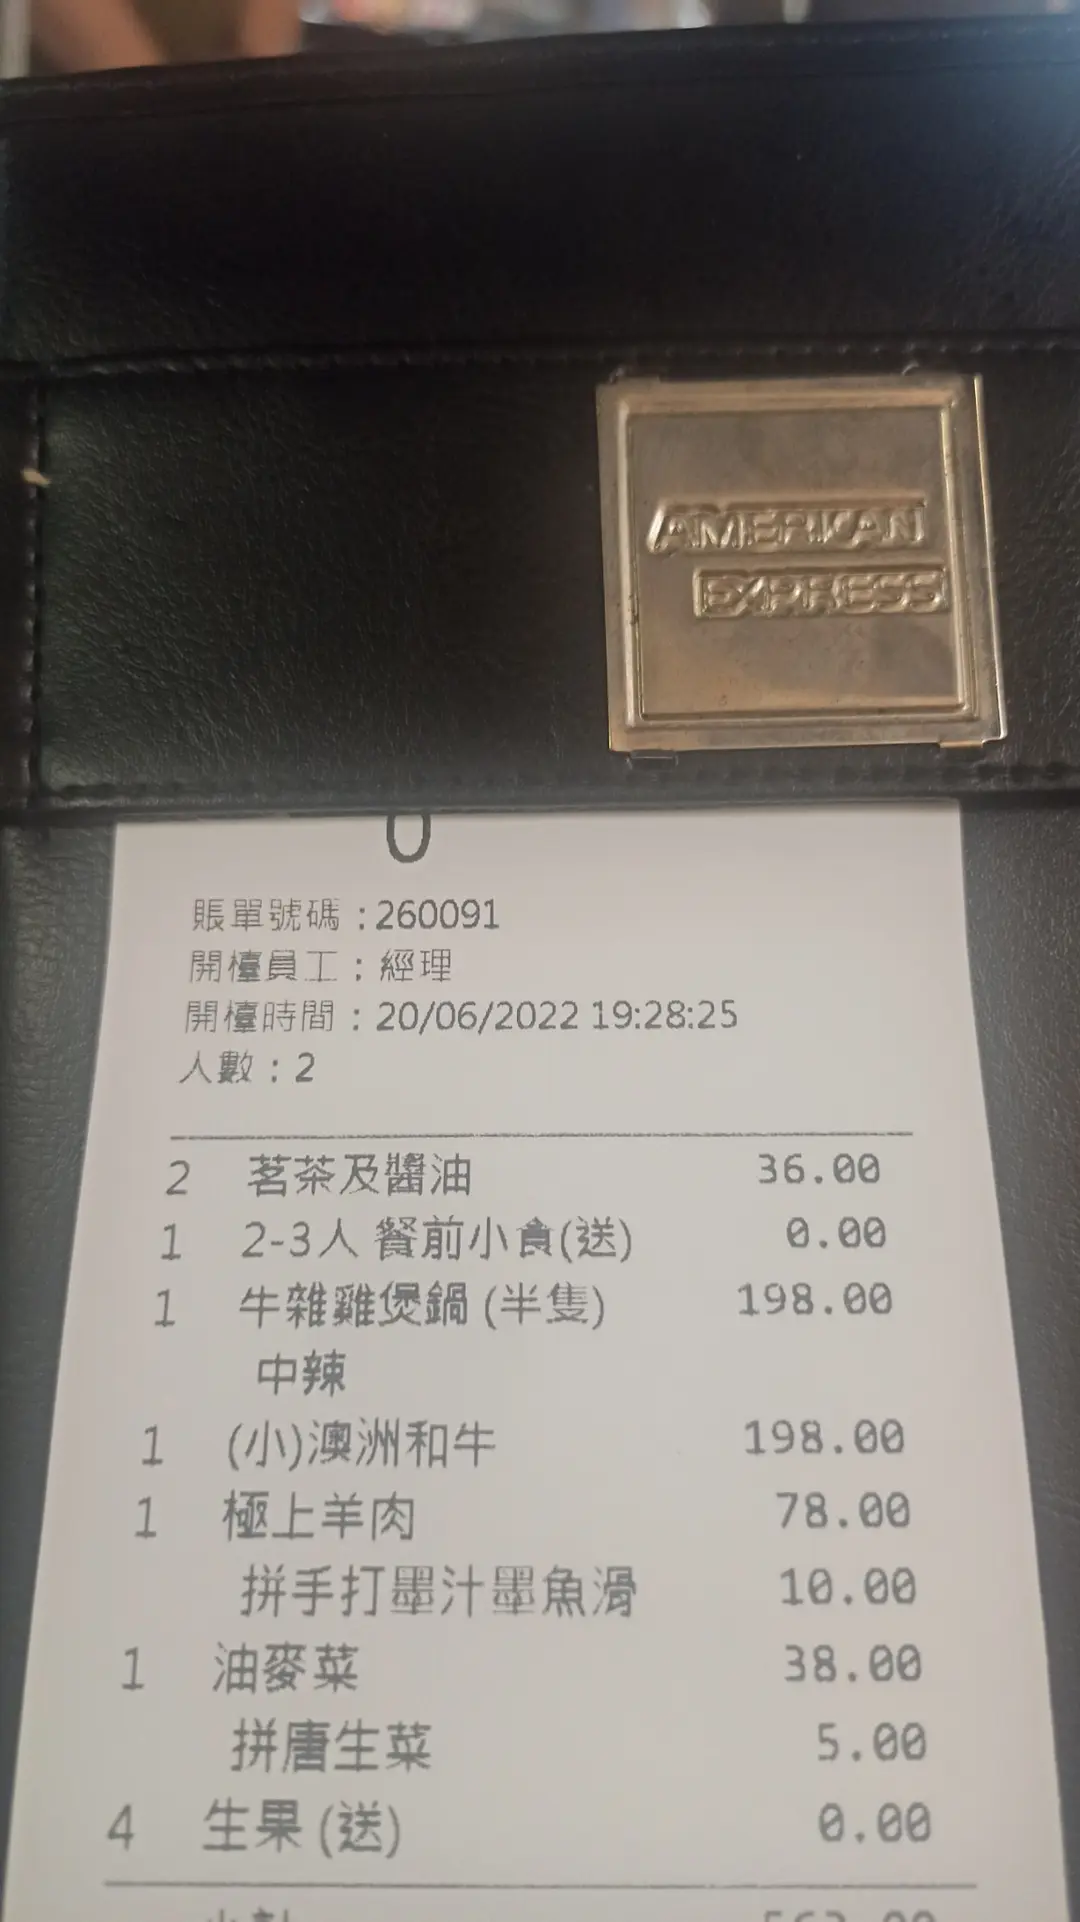 AMERICAN
EXPRESS
賬單號碼：260091
開檯員工：經理
開檯時間：20/06/2022 19:28:25
人數：2
2 茗茶及醬油 36.00
1 2-3人 餐前小食(送) 0.00
1 牛雜雞煲鍋 (半隻) 198.00
中辣
1 (小)澳洲和牛 198.00
1 極上羊肉 78.00
拼手打墨汁墨魚滑 10.00
1 油麥菜 38.00
拼唐生菜 5.00
4 生果 (送) 0.00
小計 563.00